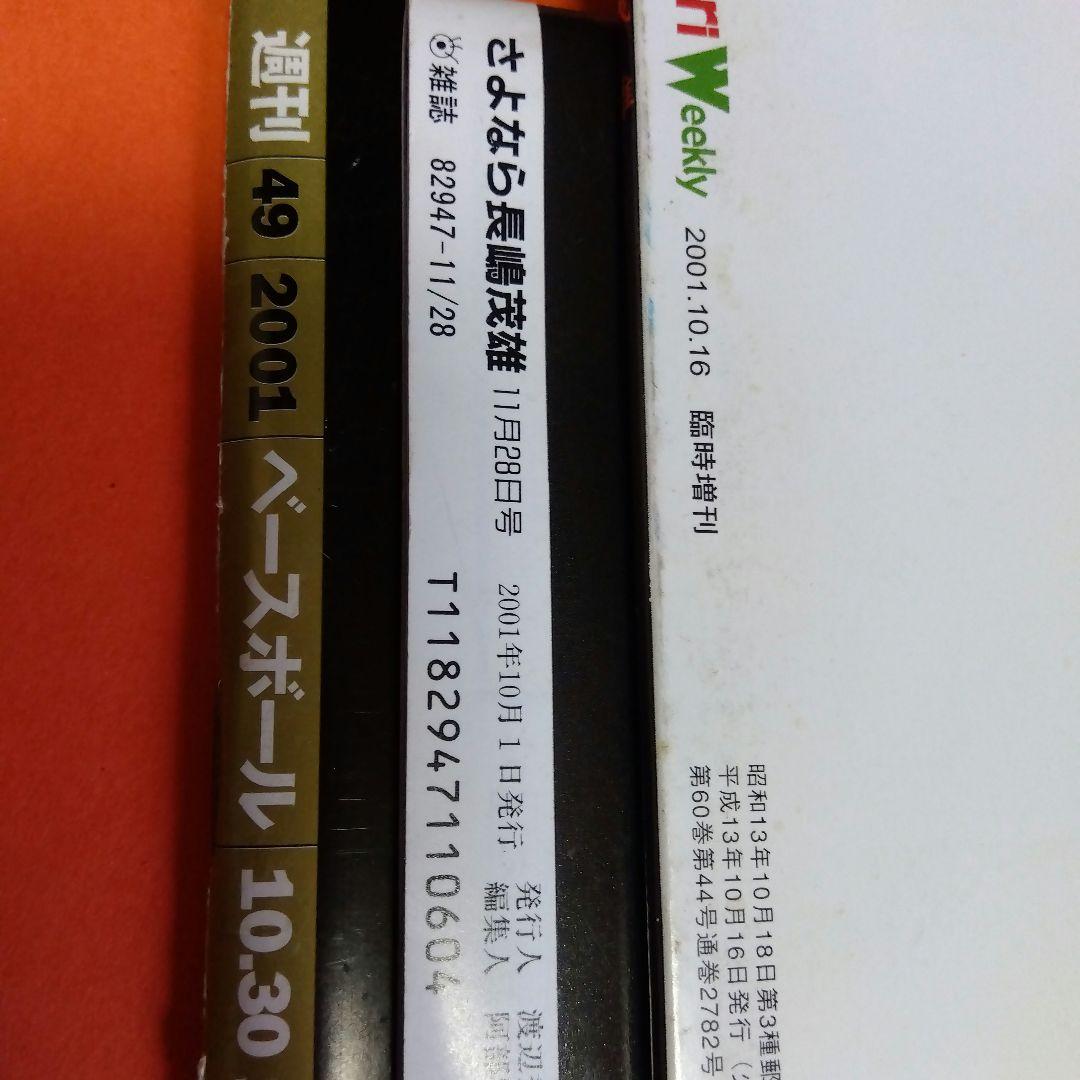 週刊 49 2001 ベースボール 10.30
さよなら長嶋茂雄 11月28日号 2001年10月1日発行 発行人 渡辺
雑誌 82947-11/28 T1182947110604 編集人 阿
ri Weekly 2001.10.16 臨時増刊
昭和13年10月18日第3種郵
平成13年10月16日発行（
第60巻第44号通巻2782号